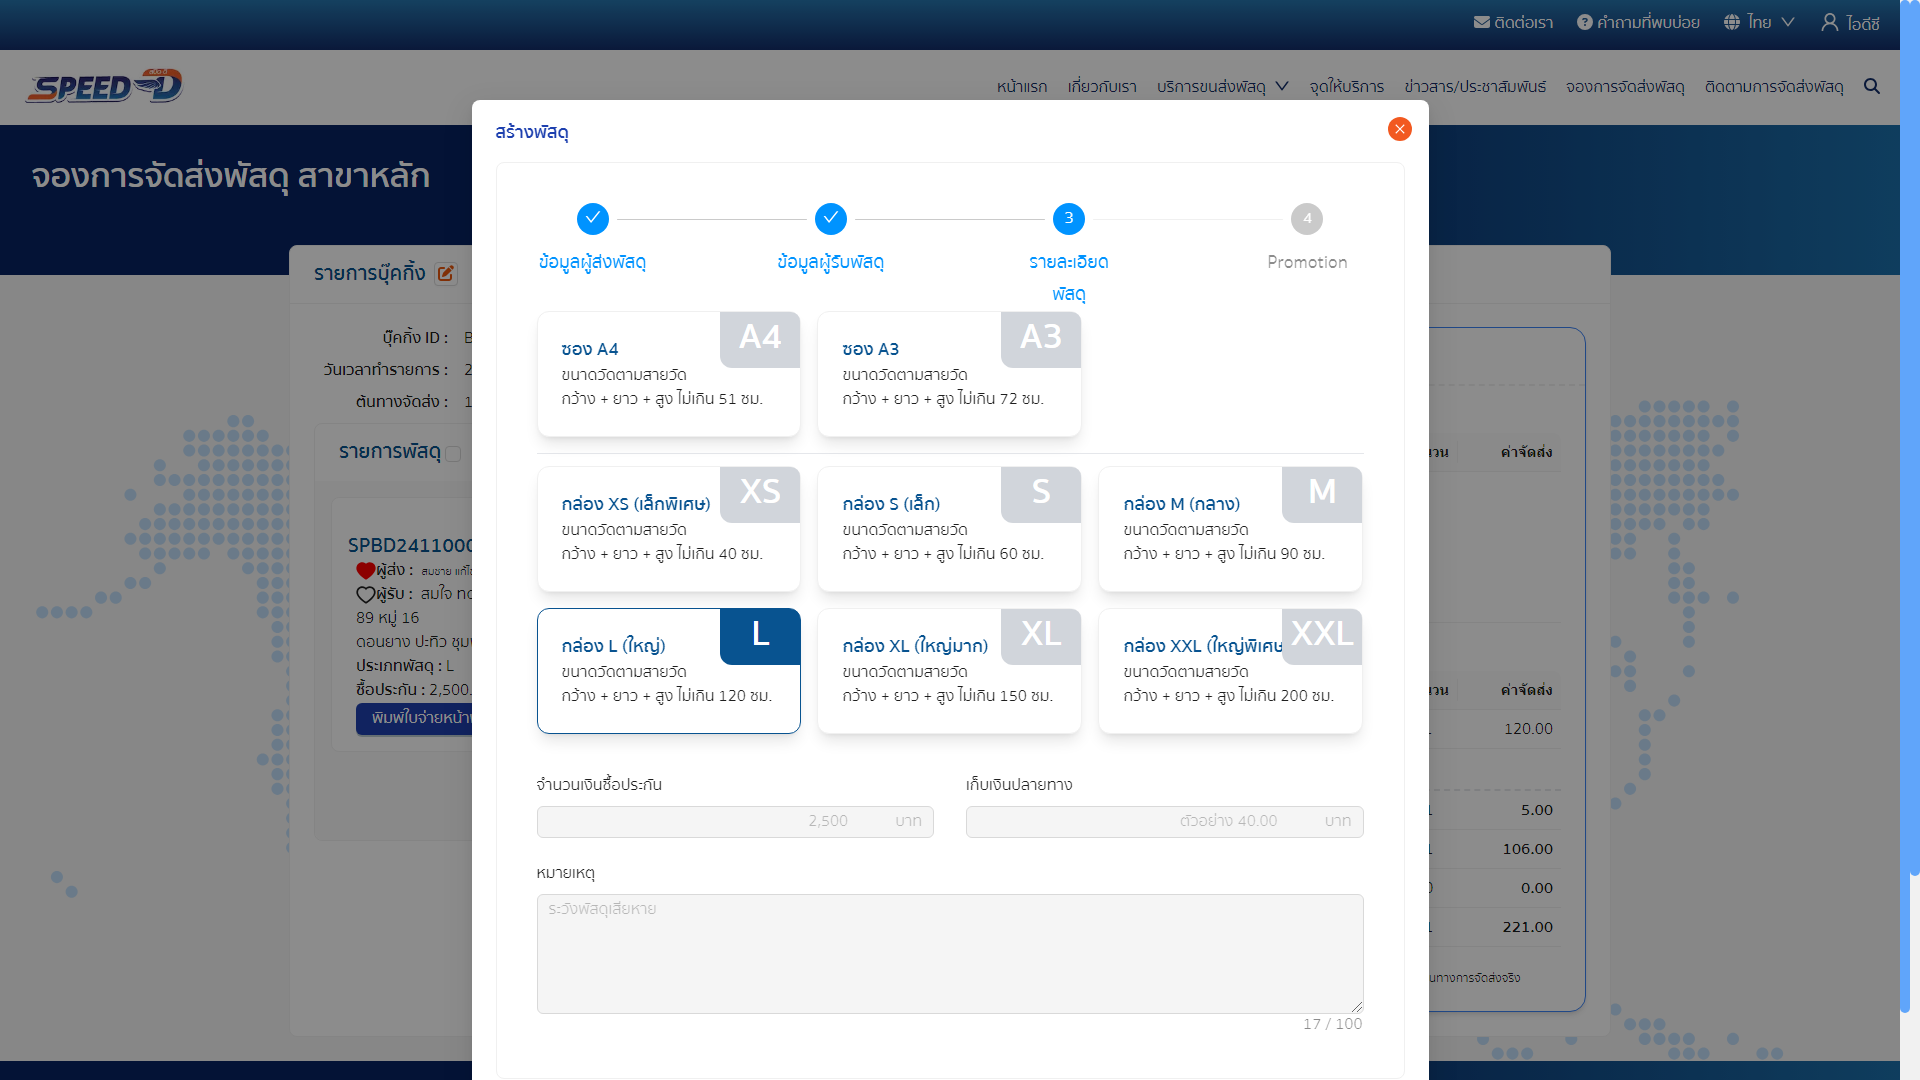 ติดต่อเรา
คำถามที่พบบ่อย
ไทย
ไอดีซี
SPEED-D
หน้าแรก
เกี่ยวกับเรา
บริการขนส่งพัสดุ
จุดให้บริการ
ข่าวสาร/ประชาสัมพันธ์
จองการจัดส่งพัสดุ
ติดตามการจัดส่งพัสดุ
จองการจัดส่งพัสดุ สาขาหลัก
รายการบุ๊คกิ้ง
บุ๊คกิ้ง ID :
วันเวลาทำรายการ : 2
ต้นทางจัดส่ง : 1
รายการพัสดุ
SPBD2411000
ผู้ส่ง : สมชาย
ผู้รับ : สมใจ
89 หมู่ 16
ดอนยาง ปะทิว
ประเภทพัสดุ : L
ซื้อประกัน : 2,500
สร้างพัสดุ
ข้อมูลผู้ส่งพัสดุ
ข้อมูลผู้รับพัสดุ
3
รายละเอียด
พัสดุ
4
Promotion
A4
ซอง A4
ขนาดวัดตามสายวัด
กว้าง + ยาว + สูง ไม่เกิน 51 ซม.
A3
ซอง A3
ขนาดวัดตามสายวัด
กว้าง + ยาว + สูง ไม่เกิน 72 ซม.
XS
กล่อง XS (เล็กพิเศษ)
ขนาดวัดตามสายวัด
กว้าง + ยาว + สูง ไม่เกิน 40 ซม.
S
กล่อง S (เล็ก)
ขนาดวัดตามสายวัด
กว้าง + ยาว + สูง ไม่เกิน 60 ซม.
M
กล่อง M (กลาง)
ขนาดวัดตามสายวัด
กว้าง + ยาว + สูง ไม่เกิน 90 ซม.
L
กล่อง L (ใหญ่)
ขนาดวัดตามสายวัด
กว้าง + ยาว + สูง ไม่เกิน 120 ซม.
XL
กล่อง XL (ใหญ่มาก)
ขนาดวัดตามสายวัด
กว้าง + ยาว + สูง ไม่เกิน 150 ซม.
XXL
กล่อง XXL (ใหญ่พิเศษ
ขนาดวัดตามสายวัด
กว้าง + ยาว + สูง ไม่เกิน 200 ซม.
จำนวนเงินซื้อประกัน
2,500 บาท
เก็บเงินปลายทาง
ตัวอย่าง 40.00 บาท
หมายเหตุ
ระวังพัสดุเสียหาย
17 / 100
ค่าจัดส่ง
ค่าจัดส่ง
120.00
5.00
106.00
0.00
221.00
นทางการจัดส่งจริง